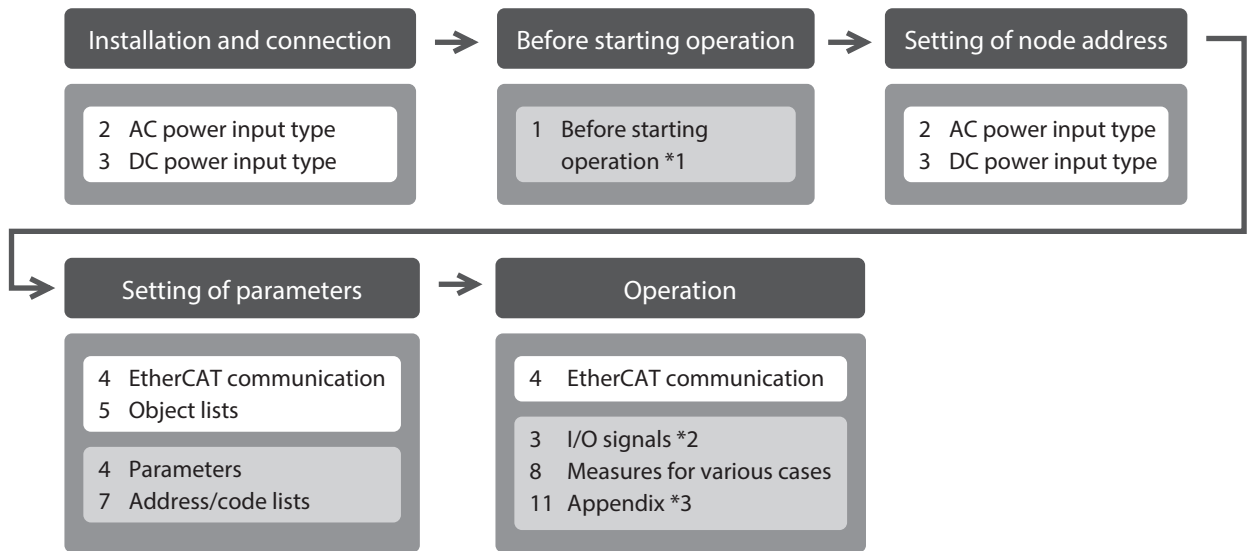 Installation and connection
Before starting operation
Setting of node address
2 AC power input type
3 DC power input type
1 Before starting
operation *1
2 AC power input type
3 DC power input type
Setting of parameters
Operation
4 EtherCAT communication
5 Object lists
4 Parameters
7 Address/code lists
4 EtherCAT communication
3 I/O signals *2
8 Measures for various cases
11 Appendix *3